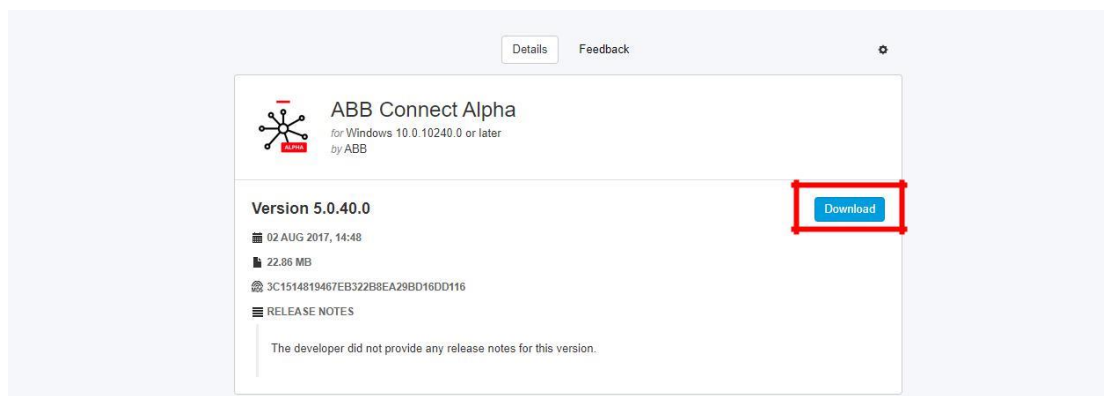 Details Feedback
ABB Connect Alpha
for Windows 10.0.10240.0 or later
by ABB
ALPHA
Version 5.0.40.0
Download
02 AUG 2017, 14:48
22.86 MB
MD5 3C1514819467EB322B8EA29BD16DD116
RELEASE NOTES
The developer did not provide any release notes for this version.